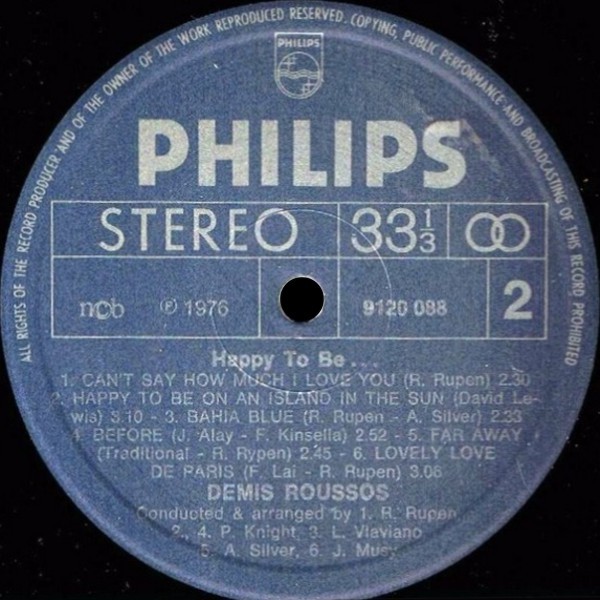 ALL RIGHTS OF THE RECORD PRODUCER AND OF THE OWNER OF THE WORK REPRODUCED RESERVED. COPYING, PUBLIC PERFORMANCE AND BROADCASTING OF THIS RECORD PROHIBITED
PHILIPS
PHILIPS
STEREO 33 1/3
ncb ℗ 1976 9120 088 2
Happy To Be...
1. CAN'T SAY HOW MUCH I LOVE YOU (R. Rupen) 2.30
2. HAPPY TO BE ON AN ISLAND IN THE SUN (David Le-
wis) 3.10 - 3. BAHIA BLUE (R. Rupen - A. Silver) 2.33
4. BEFORE (J. Alay - F. Kinsella) 2.52 - 5. FAR AWAY
(Traditional - R. Rypen) 2.45 - 6. LOVELY LOVE
DE PARIS (F. Lai - R. Rupen) 3.06
DEMIS ROUSSOS
Conducted & arranged by 1. R. Rupen
2., 4. P. Knight, 3. L. Vlaviano
5. A. Silver, 6. J. Musy